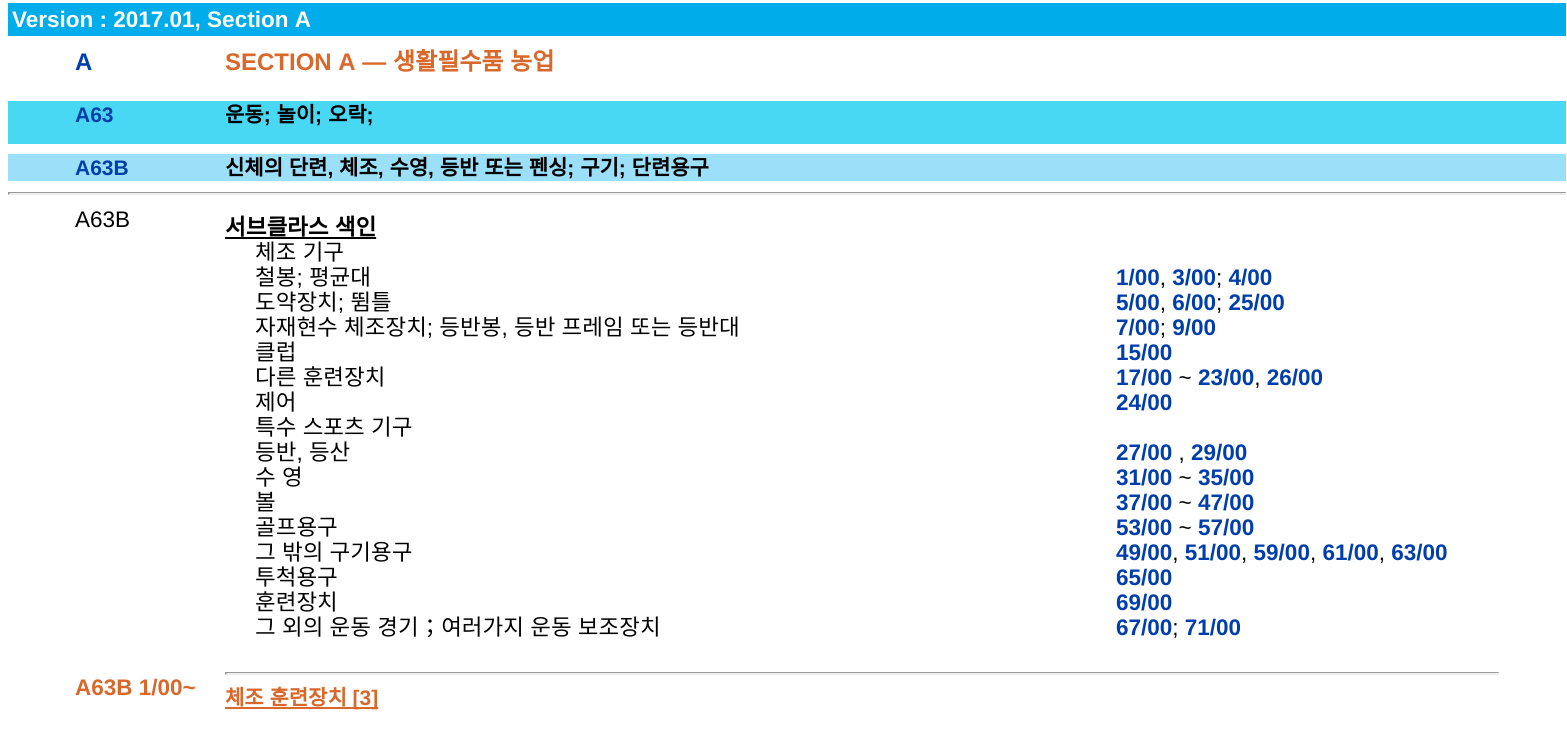 Version : 2017.01, Section A
A SECTION A — 생활필수품 농업
A63 운동; 놀이; 오락;
A63B 신체의 단련, 체조, 수영, 등반 또는 펜싱; 구기; 단련용구
A63B 서브클라스 색인
체조 기구
철봉; 평균대 1/00, 3/00; 4/00
도약장치; 뜀틀 5/00, 6/00; 25/00
자재현수 체조장치; 등반봉, 등반 프레임 또는 등반대 7/00; 9/00
클럽 15/00
다른 훈련장치 17/00 ~ 23/00, 26/00
제어 24/00
특수 스포츠 기구
등반, 등산 27/00 , 29/00
수 영 31/00 ~ 35/00
볼 37/00 ~ 47/00
골프용구 53/00 ~ 57/00
그 밖의 구기용구 49/00, 51/00, 59/00, 61/00, 63/00
투척용구 65/00
훈련장치 69/00
그 외의 운동 경기 ; 여러가지 운동 보조장치 67/00; 71/00
A63B 1/00~ 체조 훈련장치 [3]